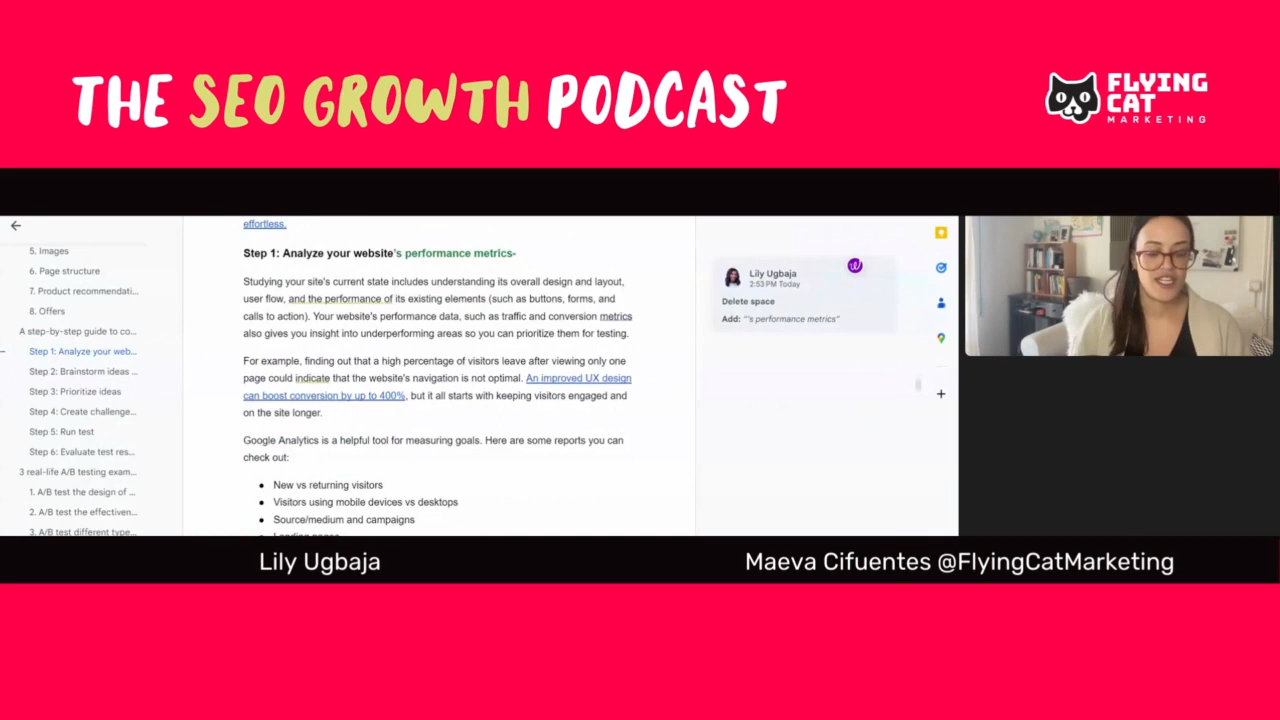 THE SEO GROWTH PODCAST
FLYING
CAT
MARKETING
5. Images
6. Page structure
7. Product recommendati...
8. Offers
A step-by-step guide to co...
Step 1: Analyze your web...
Step 2: Brainstorm ideas ...
Step 3: Prioritize ideas
Step 4: Create challenge...
Step 5: Run test
Step 6: Evaluate test res...
3 real-life A/B testing exam...
1. A/B test the design of ...
2. A/B test the effectiven...
3. A/B test different type...
effortless.
Step 1: Analyze your website's performance metrics-
Studying your site's current state includes understanding its overall design and layout,
user flow, and the performance of its existing elements (such as buttons, forms, and
calls to action). Your website's performance data, such as traffic and conversion metrics
also gives you insight into underperforming areas so you can prioritize them for testing.
For example, finding out that a high percentage of visitors leave after viewing only one
page could indicate that the website's navigation is not optimal. An improved UX design
can boost conversion by up to 400%, but it all starts with keeping visitors engaged and
on the site longer.
Google Analytics is a helpful tool for measuring goals. Here are some reports you can
check out:
New vs returning visitors
Visitors using mobile devices vs desktops
Source/medium and campaigns
Lily Ugbaja
2:53 PM Today
Delete space
Add: "'s performance metrics"
Lily Ugbaja
Maeva Cifuentes @FlyingCatMarketing